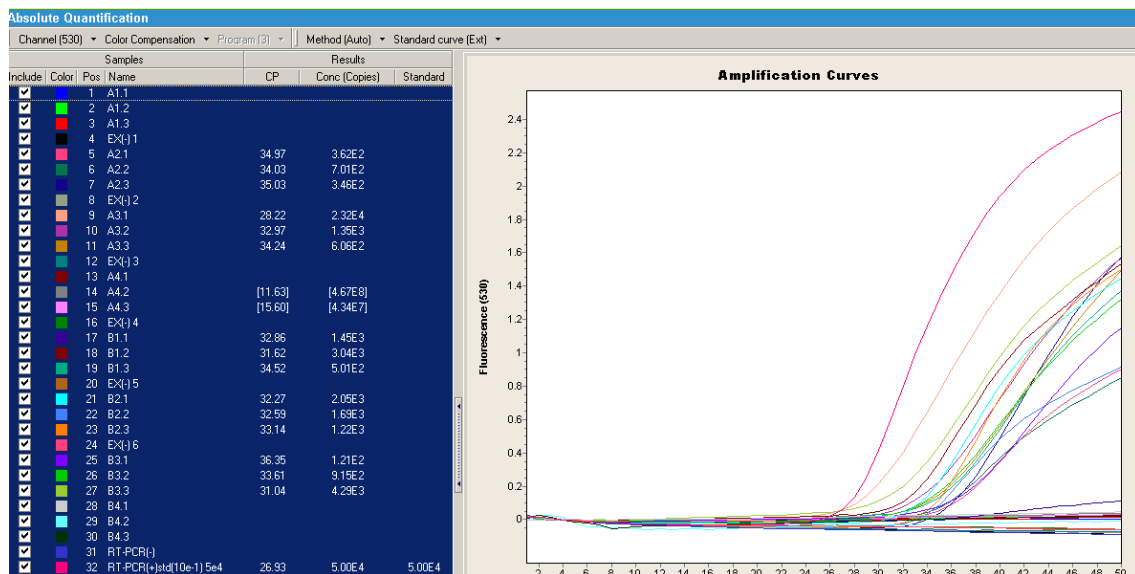 Absolute Quantification
Channel (530) Color Compensation Program (3) Method (Auto) Standard curve (Ext)
Samples Results
Include Color Pos Name CP Conc (Copies) Standard
1 A1.1
2 A1.2
3 A1.3
4 EX(-) 1
5 A2.1 34.97 3.62E2
6 A2.2 34.03 7.01E2
7 A2.3 35.03 3.46E2
8 EX(-) 2
9 A3.1 28.22 2.32E4
10 A3.2 32.97 1.35E3
11 A3.3 34.24 6.06E2
12 EX(-) 3
13 A4.1
14 A4.2 [11.63] [4.67E8]
15 A4.3 [15.60] [4.34E7]
16 EX(-) 4
17 B1.1 32.86 1.45E3
18 B1.2 31.62 3.04E3
19 B1.3 34.52 5.01E2
20 EX(-) 5
21 B2.1 32.27 2.05E3
22 B2.2 32.59 1.69E3
23 B2.3 33.14 1.22E3
24 EX(-) 6
25 B3.1 36.35 1.21E2
26 B3.2 33.61 9.15E2
27 B3.3 31.04 4.29E3
28 B4.1
29 B4.2
30 B4.3
31 RT-PCR(-)
32 RT-PCR(+)std(10e-1) 5e4 26.93 5.00E4 5.00E4
Amplification Curves
Fluorescence (530)
2.4
2.2
2
1.8
1.6
1.4
1.2
1
0.8
0.6
0.4
0.2
0
2 4 6 8 10 12 14 16 18 20 22 24 26 28 30 32 34 36 38 40 42 44 46 48 50